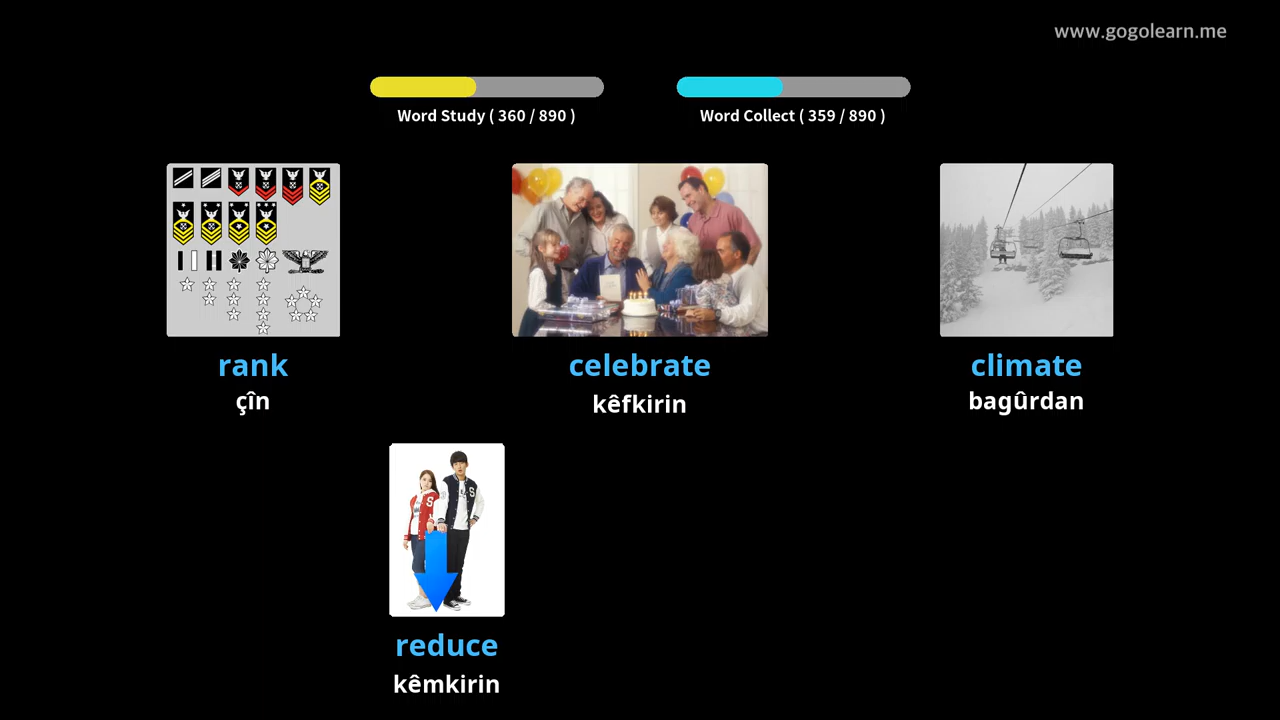 www.gogolearn.me
Word Study ( 360 / 890 )
Word Collect ( 359 / 890 )
rank
çîn
celebrate
kêfkirin
climate
bagûrdan
reduce
kêmkirin